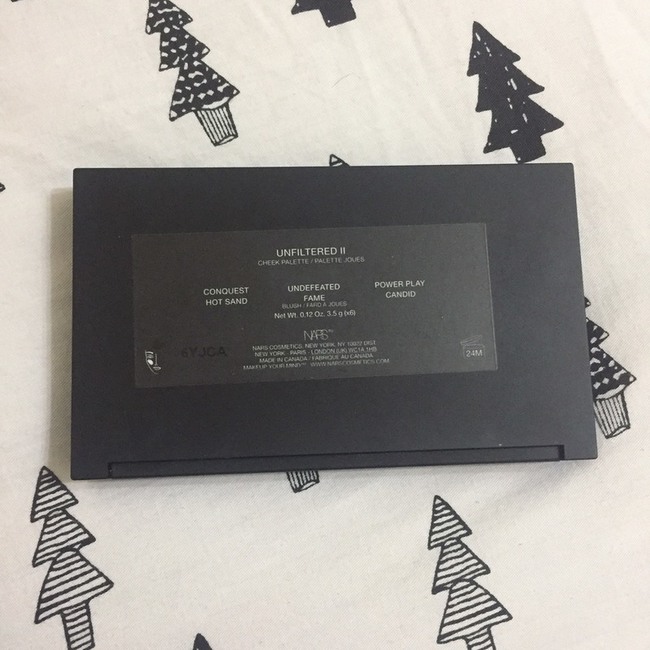 UNFILTERED II
CHEEK PALETTE / PALETTE JOUES
CONQUEST UNDEFEATED POWER PLAY
HOT SAND FAME CANDID
BLUSH / FARD À JOUES
Net Wt. 0.12 Oz. 3.5 g (x6)
NARS™
NARS COSMETICS, NEW YORK, NY 10022 DIST.
NEW YORK · PARIS · LONDON (UK) WC1A 1HB
MADE IN CANADA / FABRIQUÉ AU CANADA
MAKEUP YOUR MIND™ WWW.NARSCOSMETICS.COM
24M